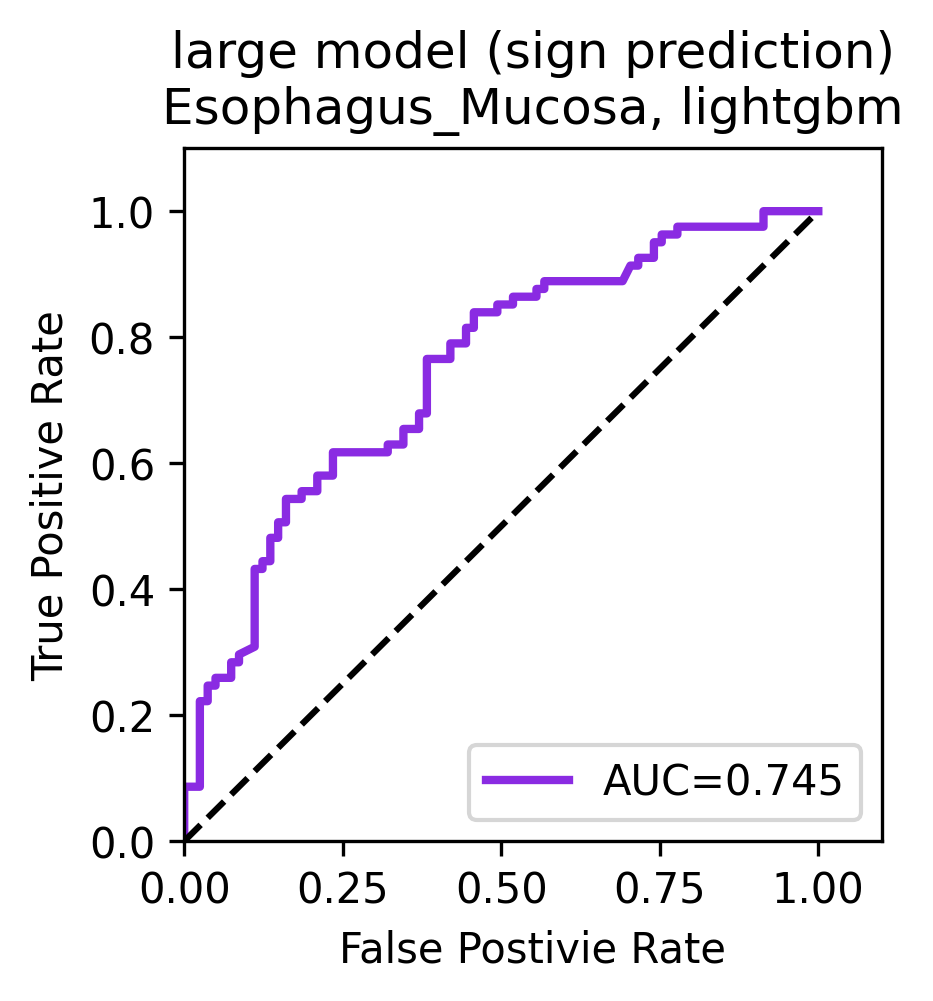 large model (sign prediction)
Esophagus_Mucosa, lightgbm
1.0
0.8
0.6
0.4
0.2
0.0
True Positive Rate
AUC=0.745
0.00 0.25 0.50 0.75 1.00
False Postivie Rate